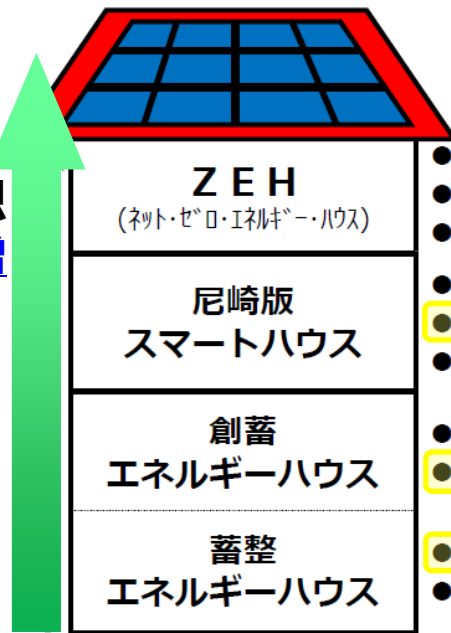 ＺＥＨ
(ﾈｯﾄ･ｾﾞﾛ･ｴﾈﾙｷﾞｰ･ﾊｳｽ)
尼崎版
スマートハウス
創蓄
エネルギーハウス
蓄整
エネルギーハウス